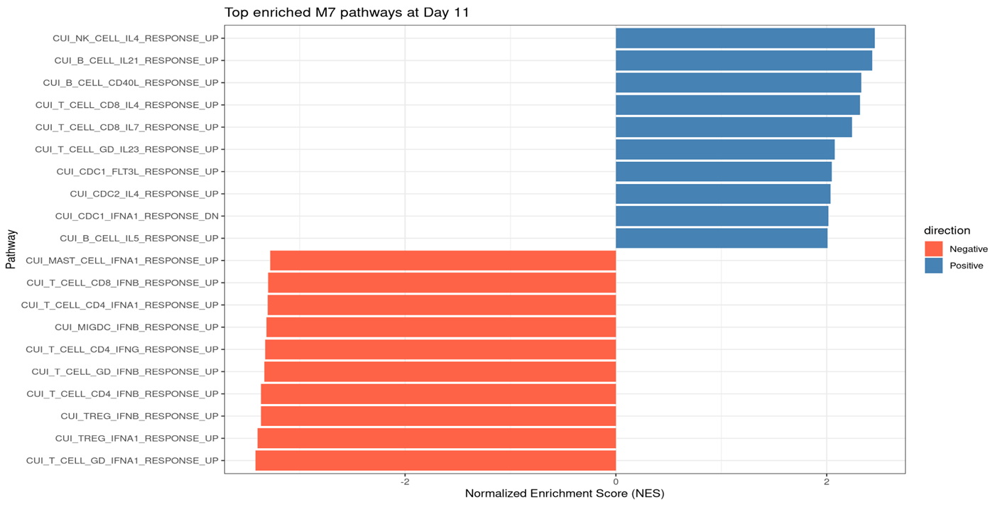 Top enriched M7 pathways at Day 11
CUI_NK_CELL_IL4_RESPONSE_UP
CUI_B_CELL_IL21_RESPONSE_UP
CUI_B_CELL_CD40L_RESPONSE_UP
CUI_T_CELL_CD8_IL4_RESPONSE_UP
CUI_T_CELL_CD8_IL7_RESPONSE_UP
CUI_T_CELL_GD_IL23_RESPONSE_UP
CUI_CDC1_FLT3L_RESPONSE_UP
CUI_CDC2_IL4_RESPONSE_UP
CUI_CDC1_IFNA1_RESPONSE_DN
CUI_B_CELL_IL5_RESPONSE_UP
CUI_MAST_CELL_IFNA1_RESPONSE_UP
CUI_T_CELL_CD8_IFNB_RESPONSE_UP
CUI_T_CELL_CD4_IFNA1_RESPONSE_UP
CUI_MIGDC_IFNB_RESPONSE_UP
CUI_T_CELL_CD4_IFNG_RESPONSE_UP
CUI_T_CELL_GD_IFNB_RESPONSE_UP
CUI_T_CELL_CD4_IFNB_RESPONSE_UP
CUI_TREG_IFNB_RESPONSE_UP
CUI_TREG_IFNA1_RESPONSE_UP
CUI_T_CELL_GD_IFNA1_RESPONSE_UP
Pathway
-2 0 2
Normalized Enrichment Score (NES)
direction
Negative
Positive